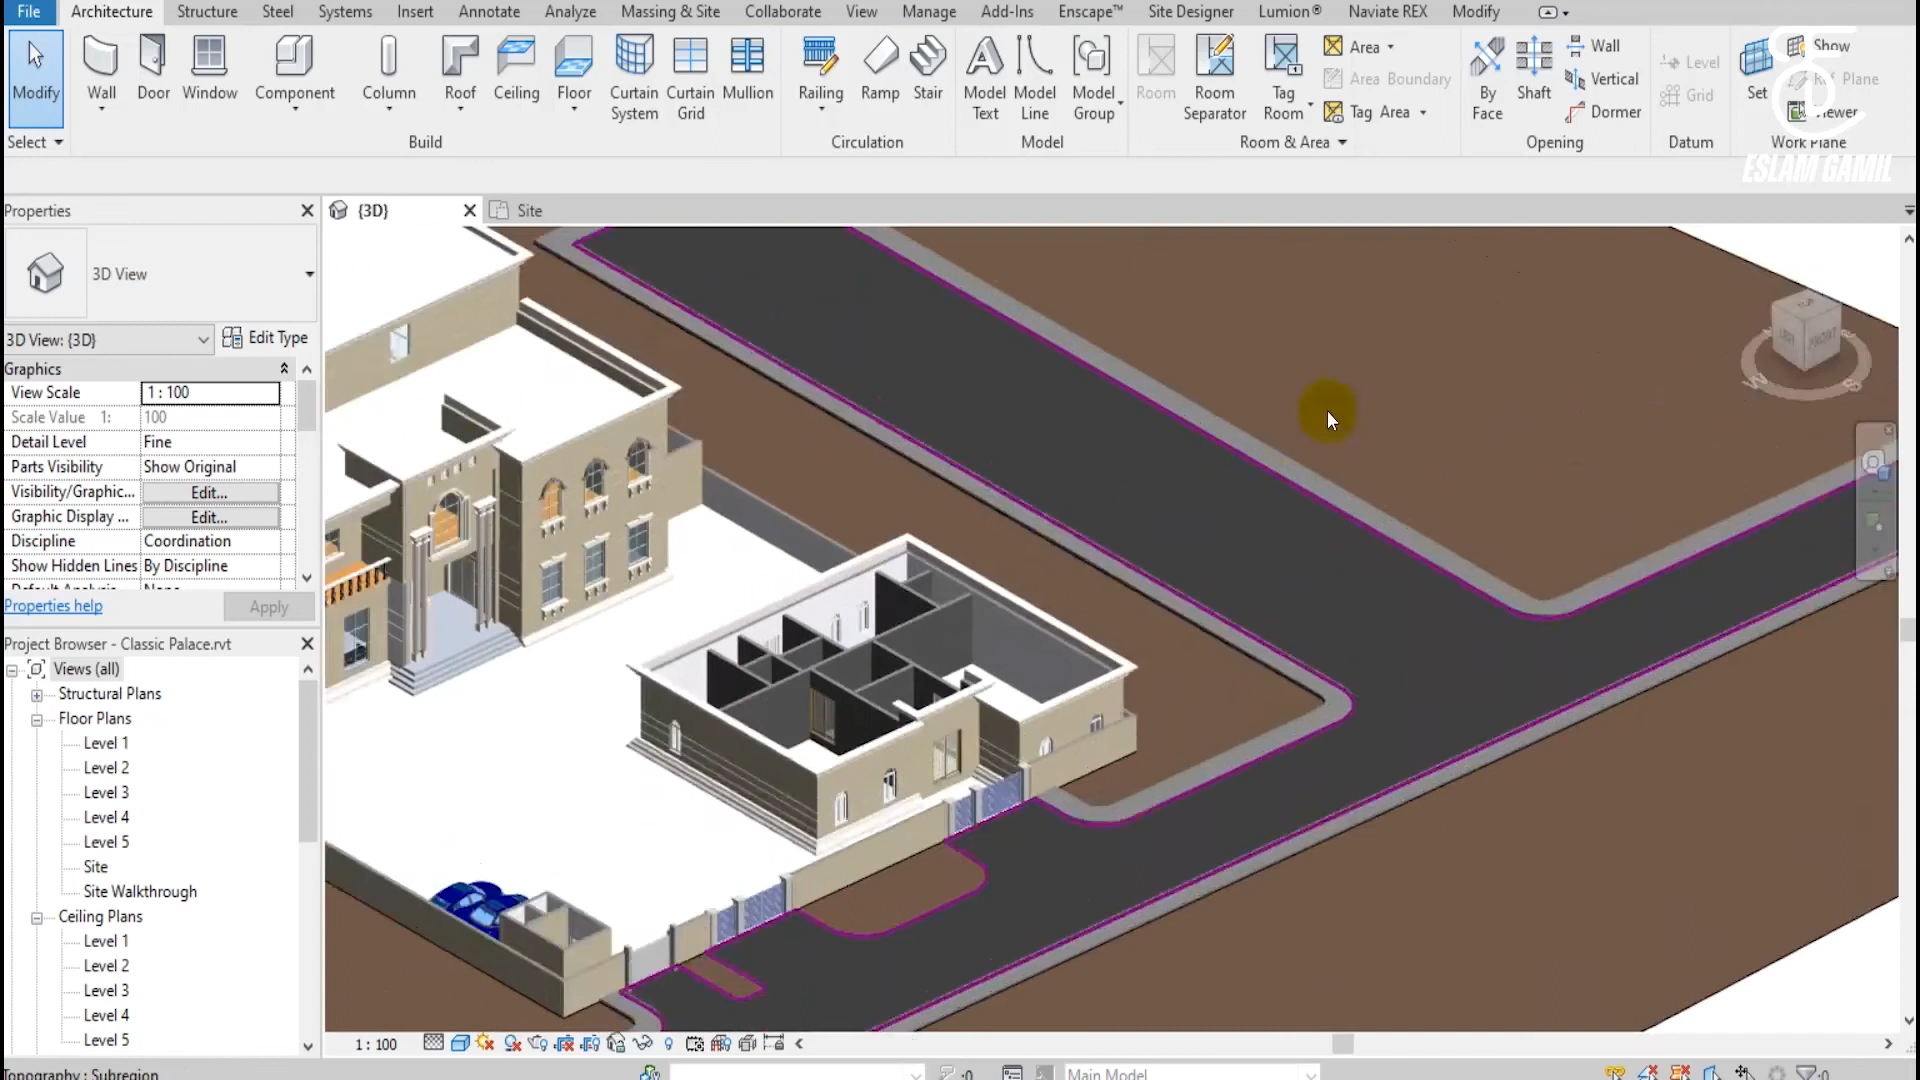 File Architecture Structure Steel Systems Insert Annotate Analyze Massing & Site Collaborate View Manage Add-Ins Enscape™ Site Designer Lumion® Naviate REX Modify
Modify Wall Door Window Component Column Roof Ceiling Floor Curtain System Curtain Grid Mullion Railing Ramp Stair Model Text Model Line Model Group Room Room Separator Tag Room
Area
Area Boundary
Tag Area
By Face
Shaft
Wall
Vertical
Dormer
Level
Grid
Set
Show
Ref Plane
Viewer
Select Build Circulation Model Room & Area Opening Datum Work Plane
ESLAM GAMIL
Properties
{3D} Site
3D View
3D View: {3D} Edit Type
Graphics
View Scale 1 : 100
Scale Value 1: 100
Detail Level Fine
Parts Visibility Show Original
Visibility/Graphic... Edit...
Graphic Display ... Edit...
Discipline Coordination
Show Hidden Lines By Discipline
Default Analysis None
Properties help Apply
Project Browser - Classic Palace.rvt
Views (all)
Structural Plans
Floor Plans
Level 1
Level 2
Level 3
Level 4
Level 5
Site
Site Walkthrough
Ceiling Plans
Level 1
Level 2
Level 3
Level 4
Level 5
1 : 100
Topography : Subregion :0 Main Model :0